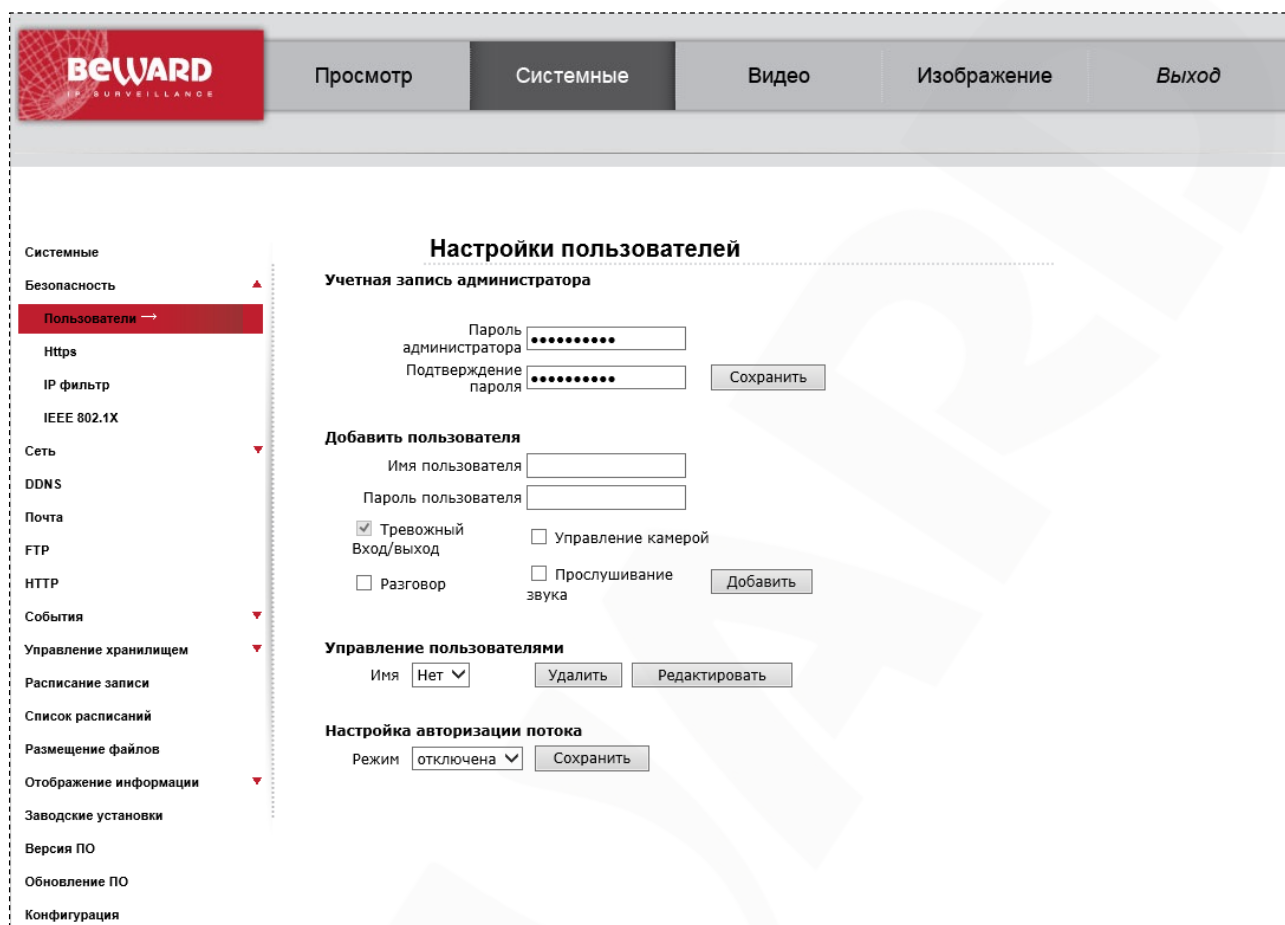 BEWARD
IP SURVEILLANCE
Просмотр
Системные
Видео
Изображение
Выход
Системные
Безопасность
Пользователи →
Https
IP фильтр
IEEE 802.1X
Сеть
DDNS
Почта
FTP
HTTP
События
Управление хранилищем
Расписание записи
Список расписаний
Размещение файлов
Отображение информации
Заводские установки
Версия ПО
Обновление ПО
Конфигурация
Настройки пользователей
Учетная запись администратора
Пароль
администратора
••••••••••
Подтверждение
пароля
••••••••••
Сохранить
Добавить пользователя
Имя пользователя
Пароль пользователя
Тревожный
Вход/выход
Управление камерой
Разговор
Прослушивание
звука
Добавить
Управление пользователями
Имя
Нет
Удалить
Редактировать
Настройка авторизации потока
Режим
отключена
Сохранить